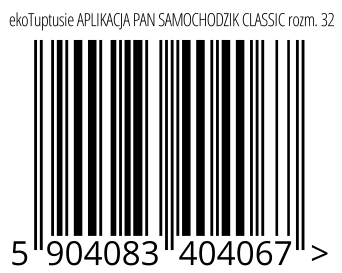 ekoTuptusie APLIKACJA PAN SAMOCHODZIK CLASSIC rozm. 32
5 904083 404067 >